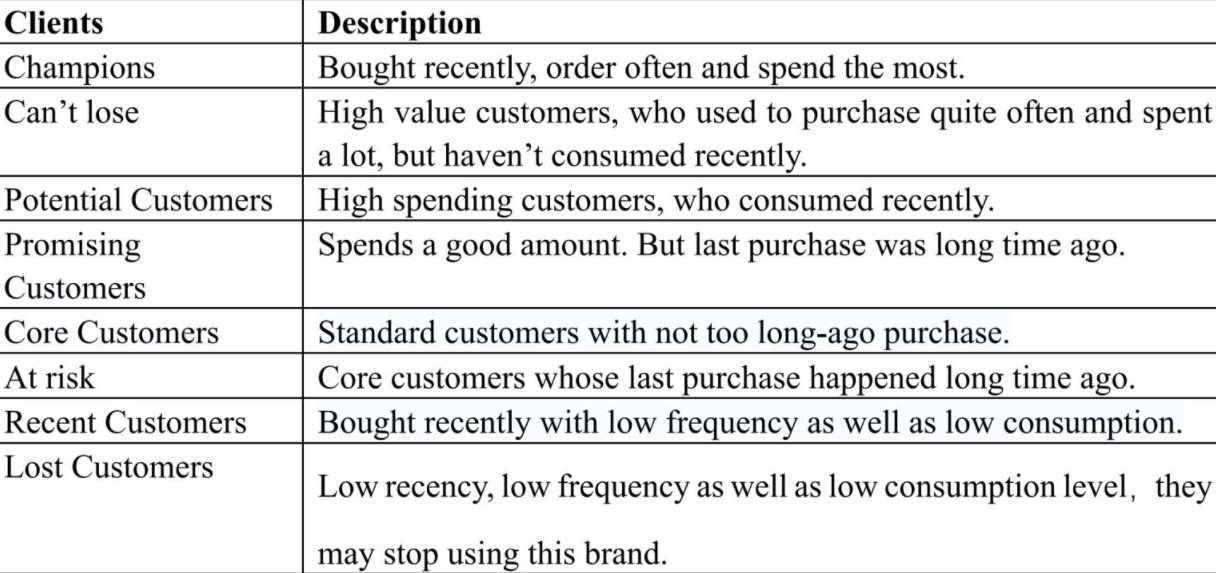 Clients Description
Champions Bought recently, order often and spend the most.
Can’t lose High value customers, who used to purchase quite often and spent
a lot, but haven’t consumed recently.
Potential Customers High spending customers, who consumed recently.
Promising Spends a good amount. But last purchase was long time ago.
Customers
Core Customers Standard customers with not too long-ago purchase.
At risk Core customers whose last purchase happened long time ago.
Recent Customers Bought recently with low frequency as well as low consumption.
Lost Customers
Low recency, low frequency as well as low consumption level，they
may stop using this brand.